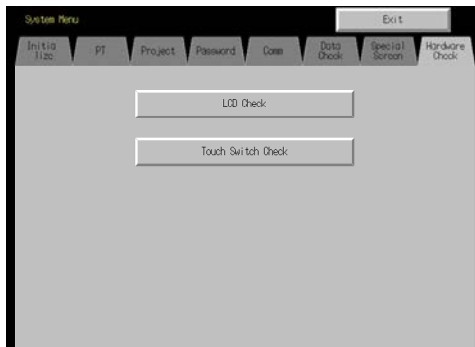 System Menu
Exit
Initia
lize
PT
Project
Password
Comm
Data
Check
Special
Screen
Hardware
Check
LCD Check
Touch Switch Check